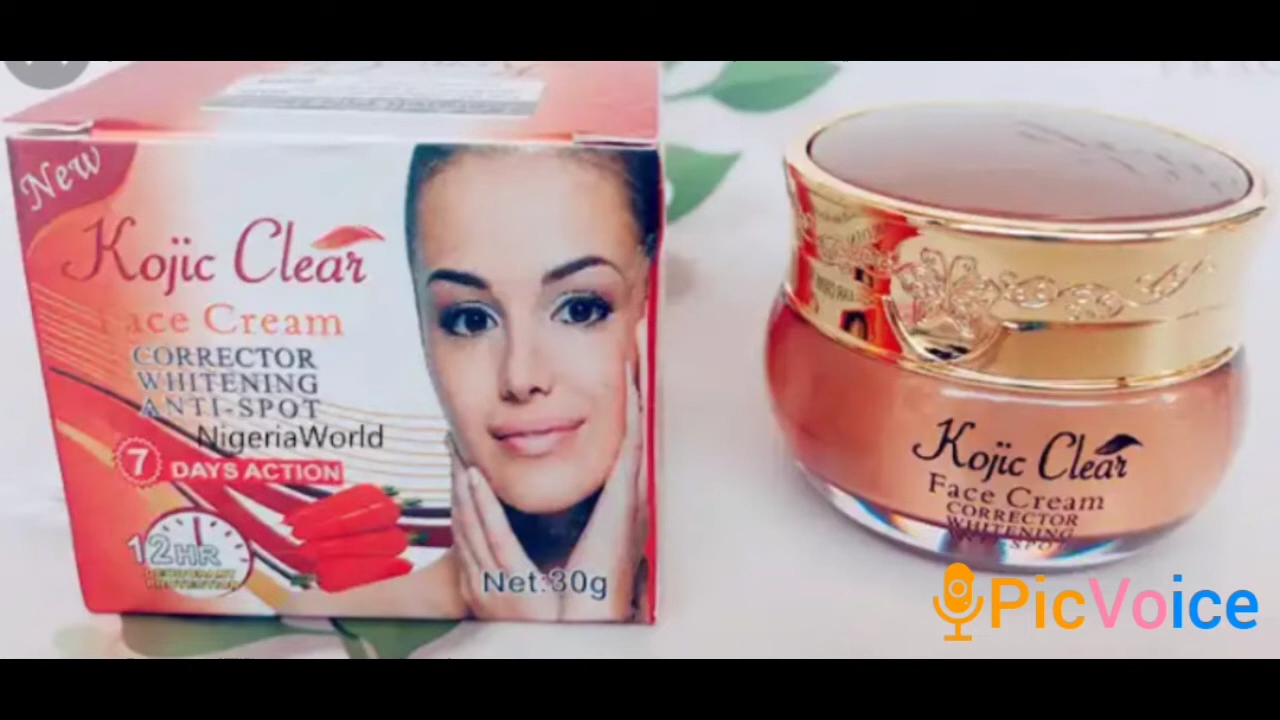 New
Kojic Clear
Face Cream
CORRECTOR
WHITENING
ANTI-SPOT
NigeriaWorld
7 DAYS ACTION
12HR
Net:30g
Kojic Clear
Face Cream
CORRECTOR
WHITENING
PicVoice